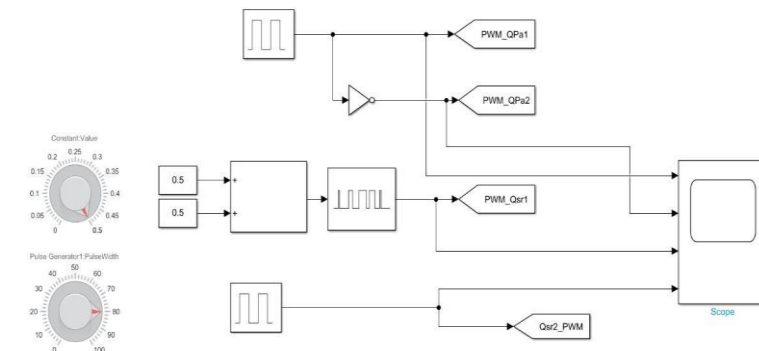 PWM_QPa1
PWM_QPa2
Constant:Value
0.25
0.2 0.3
0.15 0.35
0.1 0.4
0.05 0.45
0 0.5
0.5
+
0.5
+
PWM_Qsr1
Pulse Generator1:PulseWidth
50
40 60
30 70
20 80
10 90
0 100
Scope
Qsr2_PWM